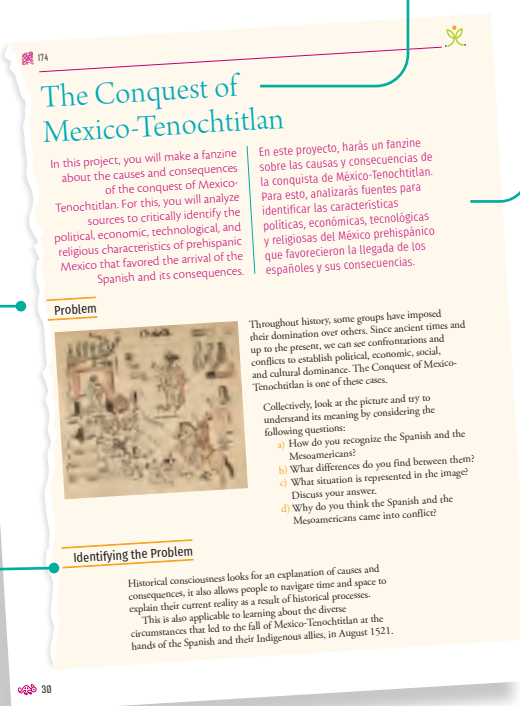 174
The Conquest of
Mexico-Tenochtitlan
In this project, you will make a fanzine
about the causes and consequences
of the conquest of Mexico-
Tenochtitlan. For this, you will analyze
sources to critically identify the
political, economic, technological, and
religious characteristics of prehispanic
Mexico that favored the arrival of the
Spanish and its consequences.
En este proyecto, harás un fanzine
sobre las causas y consecuencias de
la conquista de México-Tenochtitlan.
Para esto, analizarás fuentes para
identificar las características
políticas, económicas, tecnológicas
y religiosas del México prehispánico
que favorecieron la llegada de los
españoles y sus consecuencias.
Problem
Throughout history, some groups have imposed
their domination over others. Since ancient times and
up to the present, we can see confrontations and
conflicts to establish political, economic, social,
and cultural dominance. The Conquest of Mexico-
Tenochtitlan is one of these cases.
Collectively, look at the picture and try to
understand its meaning by considering the
following questions:
a) How do you recognize the Spanish and the
Mesoamericans?
b) What differences do you find between them?
c) What situation is represented in the image?
Discuss your answer.
d) Why do you think the Spanish and the
Mesoamericans came into conflict?
Identifying the Problem
Historical consciousness looks for an explanation of causes and
consequences, it also allows people to navigate time and space to
explain their current reality as a result of historical processes.
This is also applicable to learning about the diverse
circumstances that led to the fall of Mexico-Tenochtitlan at the
hands of the Spanish and their Indigenous allies, in August 1521.
30